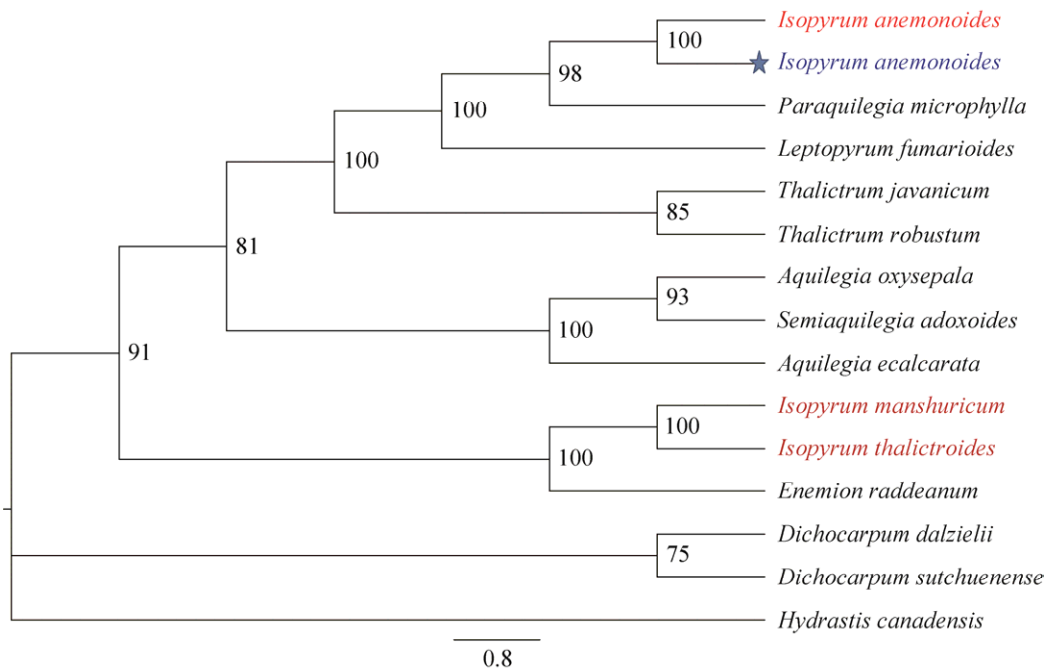 Isopyrum anemonoides
100
Isopyrum anemonoides
98
Paraquilegia microphylla
100
Leptopyrum fumarioides
100
Thalictrum javanicum
85
Thalictrum robustum
81
Aquilegia oxysepala
93
Semiaquilegia adoxoides
100
Aquilegia ecalcarata
91
Isopyrum manshuricum
100
Isopyrum thalictroides
100
Enemion raddeanum
Dichocarpum dalzielii
75
Dichocarpum sutchuenense
Hydrastis canadensis
0.8